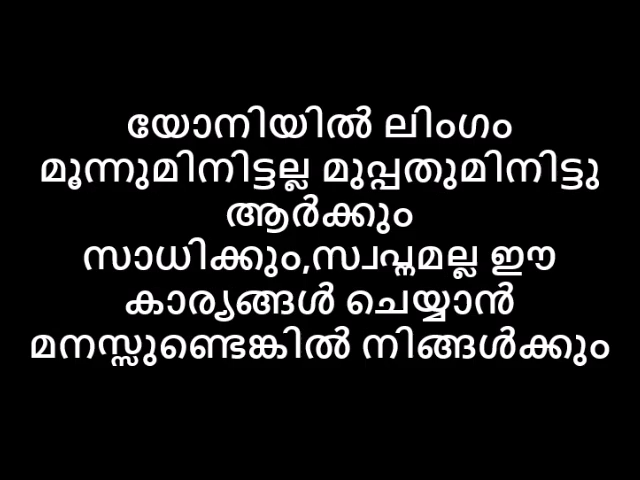 യോനിയിൽ ലിംഗം
മൂന്നുമിനിട്ടല്ല മുപ്പതുമിനിട്ടു
ആർക്കും
സാധിക്കും,സ്വപ്നമല്ല ഈ
കാര്യങ്ങൾ ചെയ്യാൻ
മനസ്സുണ്ടെങ്കിൽ നിങ്ങൾക്കും